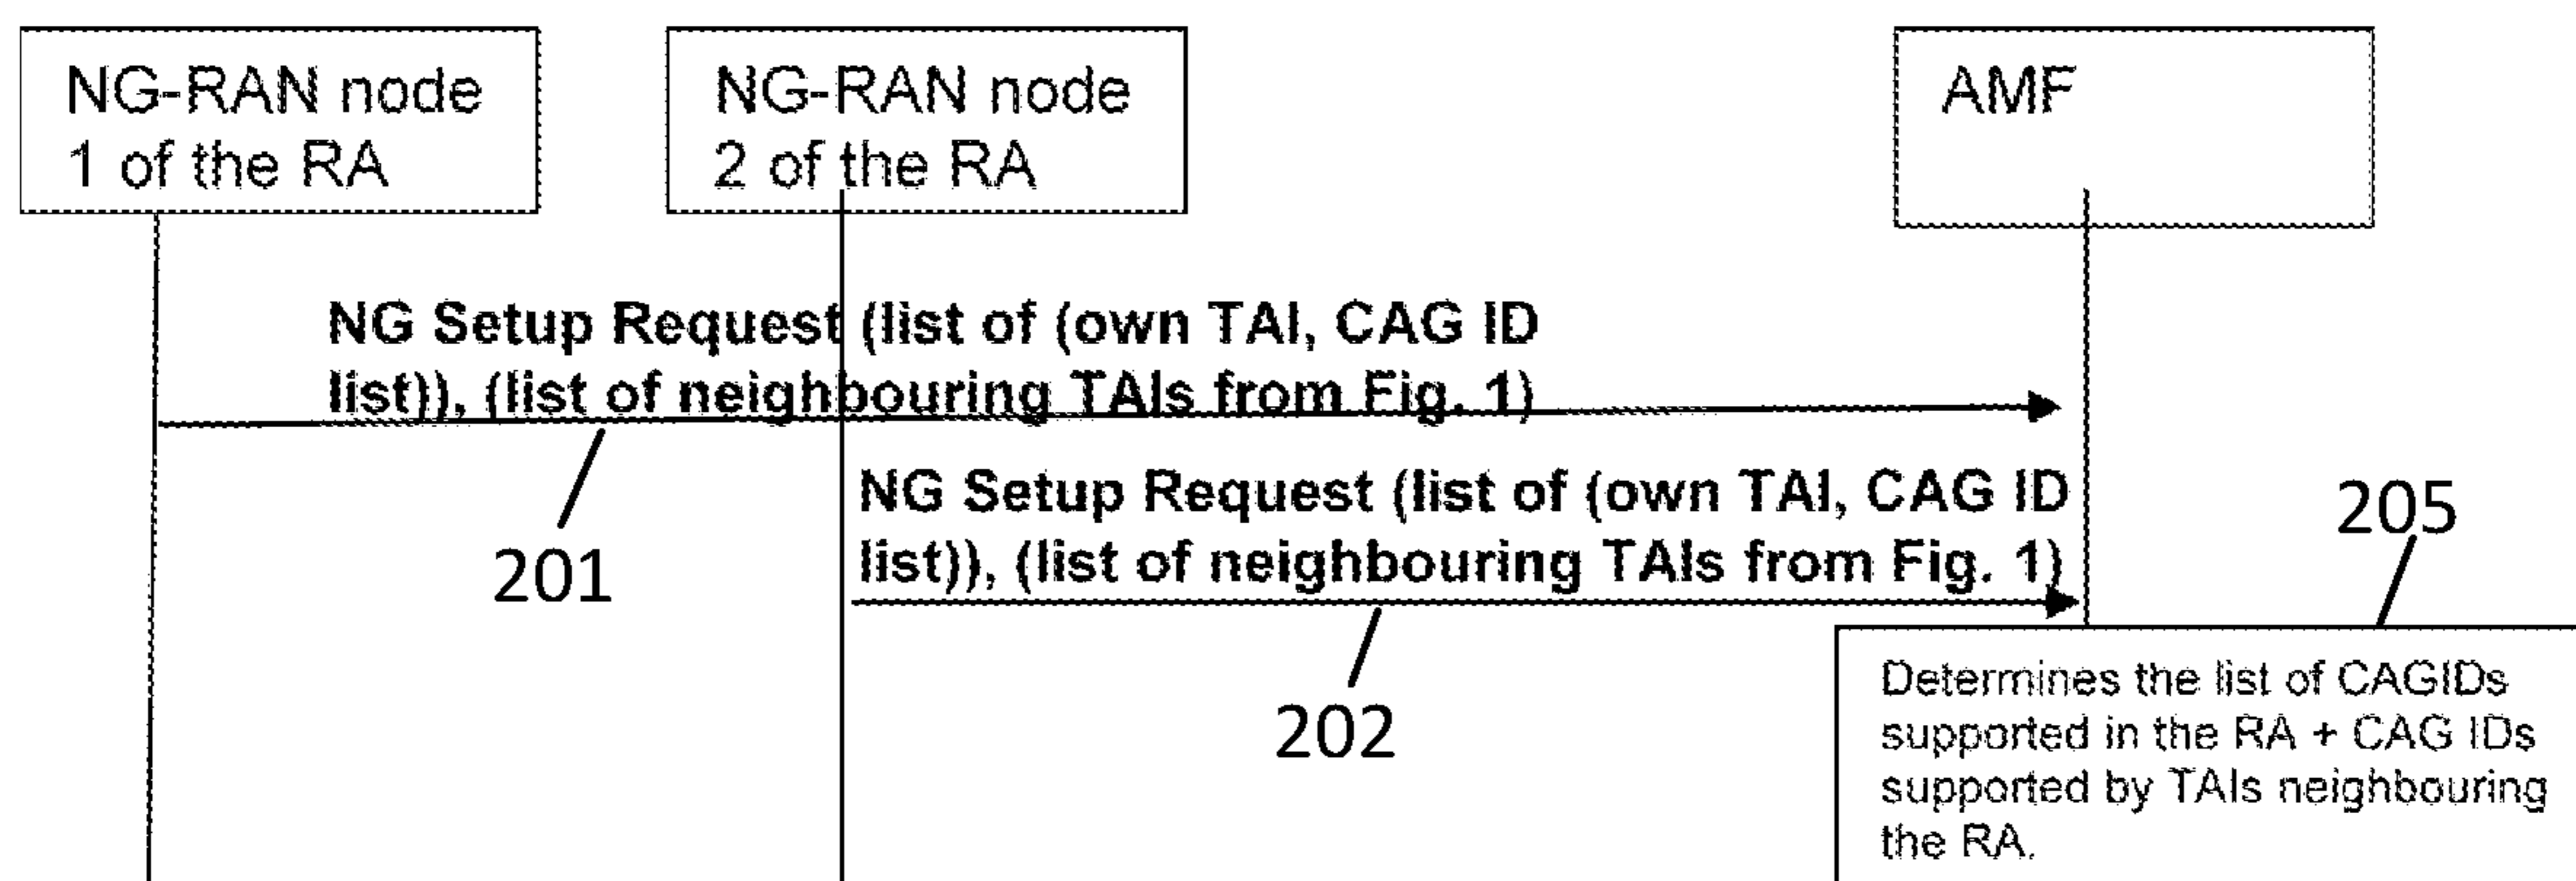 NG-RAN node
1 of the RA
NG-RAN node
2 of the RA
AMF
NG Setup Request (list of (own TAI, CAG ID
list)), (list of neighbouring TAIs from Fig. 1)
201
NG Setup Request (list of (own TAI, CAG ID
list)), (list of neighbouring TAIs from Fig. 1)
202
205
Determines the list of CAGIDs
supported in the RA + CAG IDs
supported by TAIs neighbouring
the RA.